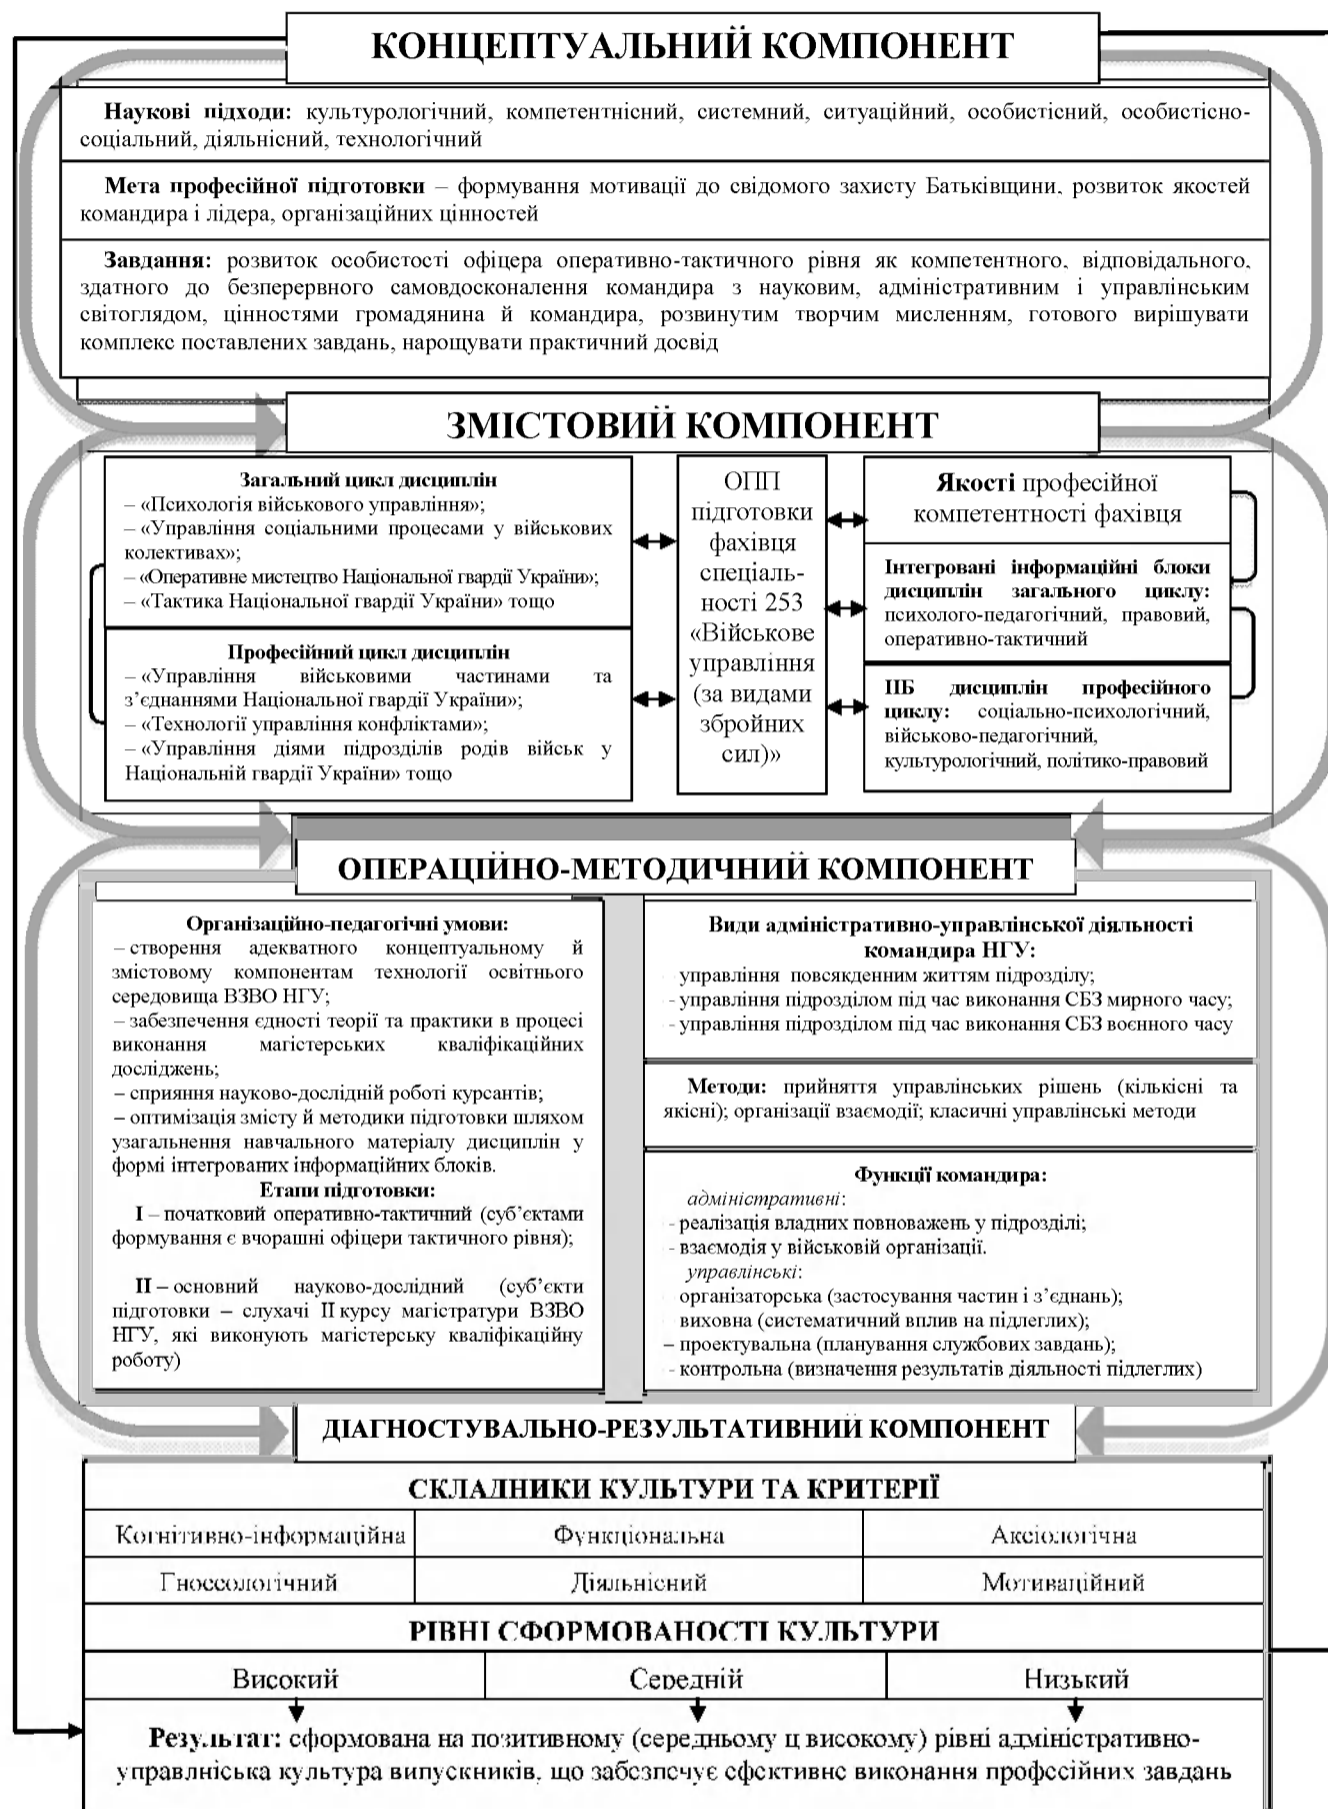 КОНЦЕПТУАЛЬНИЙ КОМПОНЕНТ
Наукові підходи: культурологічний, компетентнісний, системний, ситуаційний, особистісний, особистісно-
соціальний, діяльнісний, технологічний
Мета професійної підготовки – формування мотивації до свідомого захисту Батьківщини, розвиток якостей
командира і лідера, організаційних цінностей
Завдання: розвиток особистості офіцера оперативно-тактичного рівня як компетентного, відповідального,
здатного до безперервного самовдосконалення командира з науковим, адміністративним і управлінським
світоглядом, цінностями громадянина й командира, розвинутим творчим мисленням, готового вирішувати
комплекс поставлених завдань, нарощувати практичний досвід
ЗМІСТОВИЙ КОМПОНЕНТ
Загальний цикл дисциплін
– «Психологія військового управління»;
– «Управління соціальними процесами у військових
колективах»;
– «Оперативне мистецтво Національної гвардії України»;
– «Тактика Національної гвардії України» тощо
Професійний цикл дисциплін
– «Управління військовими частинами та
з’єднаннями Національної гвардії України»;
– «Технології управління конфліктами»;
– «Управління діями підрозділів родів військ у
Національній гвардії України» тощо
ОПП
підготовки
фахівця
спеціаль-
ності 253
«Військове
управління
(за видами
збройних
сил)»
Якості професійної
компетентності фахівця
Інтегровані інформаційні блоки
дисциплін загального циклу:
психолого-педагогічний, правовий,
оперативно-тактичний
ІІБ дисциплін професійного
циклу: соціально-психологічний,
військово-педагогічний,
культурологічний, політико-правовий
ОПЕРАЦІЙНО-МЕТОДИЧНИЙ КОМПОНЕНТ
Організаційно-педагогічні умови:
– створення адекватного концептуальному й
змістовому компонентам технології освітнього
середовища ВЗВО НГУ;
– забезпечення єдності теорії та практики в процесі
виконання магістерських кваліфікаційних
досліджень;
– сприяння науково-дослідній роботі курсантів;
– оптимізація змісту й методики підготовки шляхом
узагальнення навчального матеріалу дисциплін у
формі інтегрованих інформаційних блоків.
Етапи підготовки:
І – початковий оперативно-тактичний (суб’єктами
формування є вчорашні офіцери тактичного рівня);
ІІ – основний науково-дослідний (суб’єкти
підготовки – слухачі ІІ курсу магістратури ВЗВО
НГУ, які виконують магістерську кваліфікаційну
роботу)
Види адміністративно-управлінської діяльності
командира НГУ:
- управління повсякденним життям підрозділу;
- управління підрозділом під час виконання СБЗ мирного часу;
- управління підрозділом під час виконання СБЗ воєнного часу
Методи: прийняття управлінських рішень (кількісні та
якісні); організації взаємодії; класичні управлінські методи
Функції командира:
адміністративні:
- реалізація владних повноважень у підрозділі;
- взаємодія у військовій організації.
управлінські:
- організаторська (застосування частин і з’єднань);
- виховна (систематичний вплив на підлеглих);
– проектувальна (планування службових завдань);
- контрольна (визначення результатів діяльності підлеглих)
ДІАГНОСТУВАЛЬНО-РЕЗУЛЬТАТИВНИЙ КОМПОНЕНТ
СКЛАДНИКИ КУЛЬТУРИ ТА КРИТЕРІЇ
Когнітивно-інформаційна Функціональна Аксіологічна
Гносеологічний Діяльнісний Мотиваційний
РІВНІ СФОРМОВАНОСТІ КУЛЬТУРИ
Високий Середній Низький
Результат: сформована на позитивному (середньому ц високому) рівні адміністративно-
управлніська культура випускників, що забезпечує ефективне виконання професійних завдань